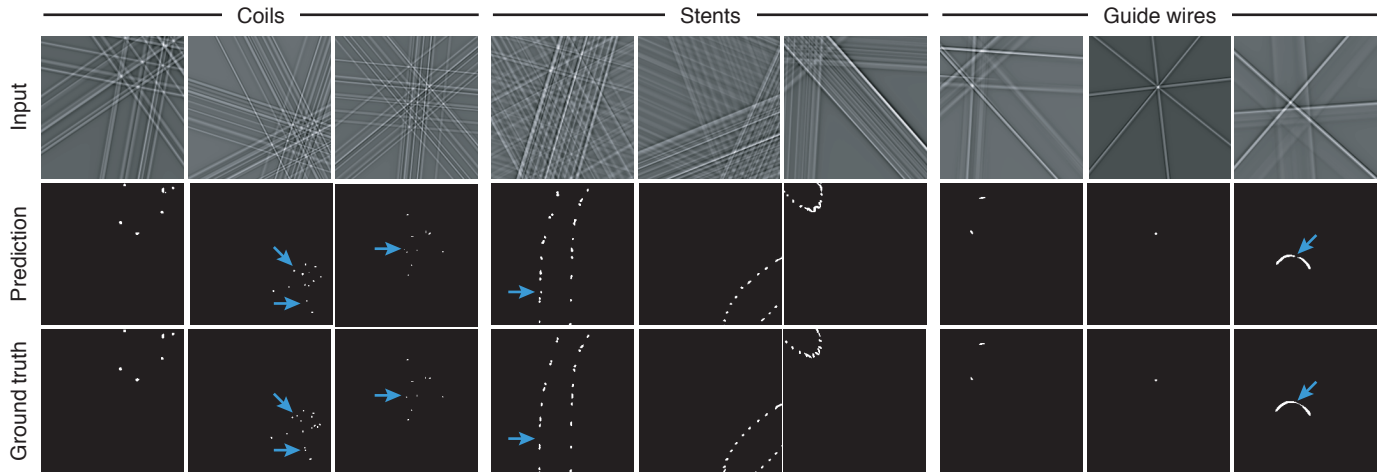 Coils
Stents
Guide wires
Input
Prediction
Ground truth